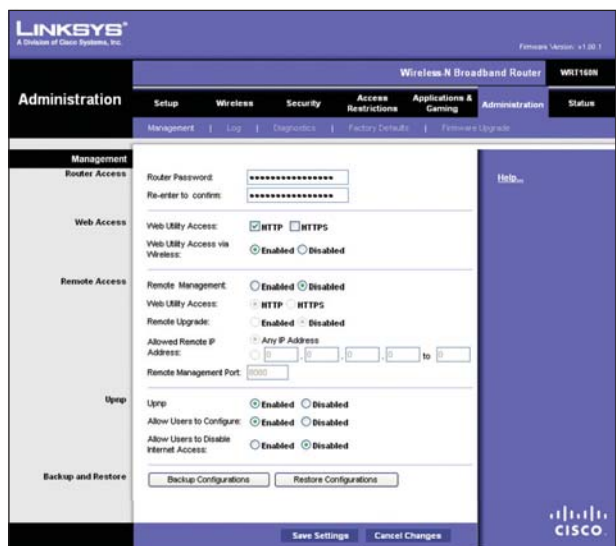 LINKSYS®
A Division of Cisco Systems, Inc.
Firmware Version: v1.00.1
Wireless-N Broadband Router WRT160N
Administration
Setup Wireless Security Access Restrictions Applications & Gaming Administration Status
Management | Log | Diagnostics | Factory Defaults | Firmware Upgrade
Management
Router Access
Router Password:
Re-enter to confirm:
Help...
Web Access
Web Utility Access: HTTP HTTPS
Web Utility Access via Wireless: Enabled Disabled
Remote Access
Remote Management: Enabled Disabled
Web Utility Access: HTTP HTTPS
Remote Upgrade: Enabled Disabled
Allowed Remote IP Address: Any IP Address
0 . 0 . 0 . 0 to 0
Remote Management Port: 8080
Upnp
Upnp Enabled Disabled
Allow Users to Configure: Enabled Disabled
Allow Users to Disable Internet Access: Enabled Disabled
Backup and Restore
Backup Configurations Restore Configurations
Save Settings Cancel Changes
CISCO